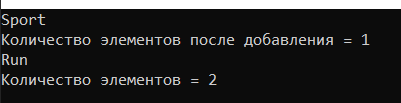 Sport
Количество элементов после добавления = 1
Run
Количество элементов = 2